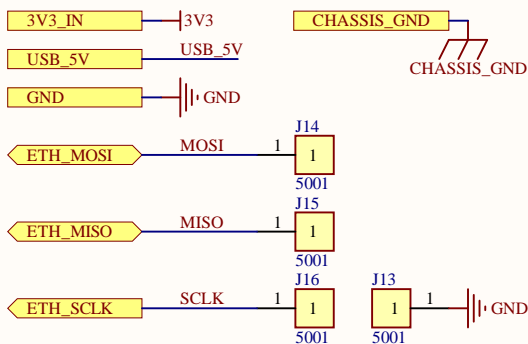 3V3_IN 3V3 CHASSIS_GND
USB_5V USB_5V CHASSIS_GND
GND GND
J14
ETH_MOSI MOSI 1 1
5001
J15
ETH_MISO MISO 1 1
5001
J16 J13
ETH_SCLK SCLK 1 1 1 1 GND
5001 5001